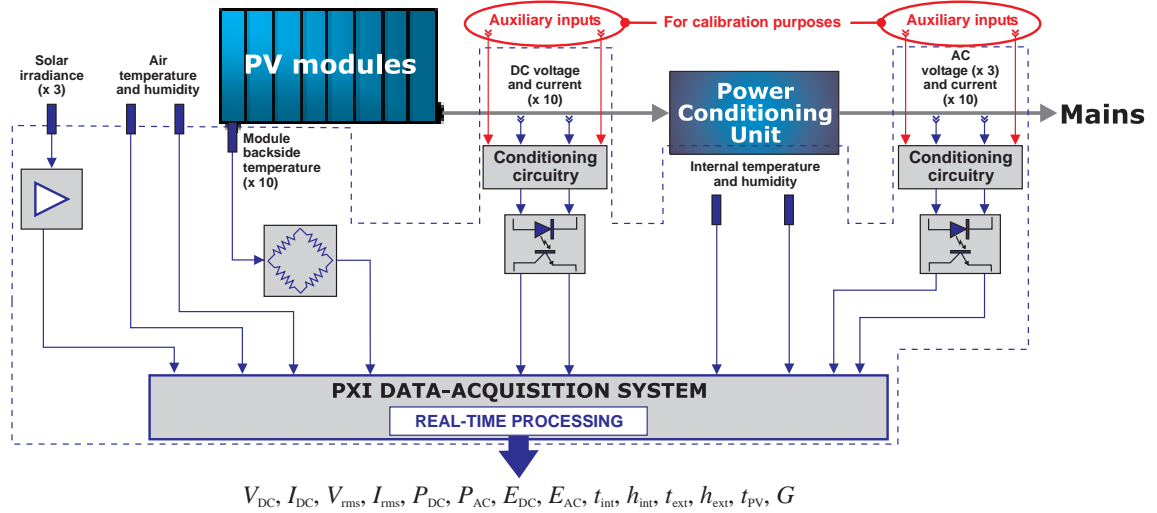 Auxiliary inputs
For calibration purposes
Auxiliary inputs
Solar
irradiance
(x 3)
Air
temperature
and humidity
PV modules
DC voltage
and current
(x 10)
Power
Conditioning
Unit
AC
voltage (x 3)
and current
(x 10)
Mains
Module
backside
temperature
(x 10)
Conditioning
circuitry
Internal temperature
and humidity
Conditioning
circuitry
PXI DATA-ACQUISITION SYSTEM
REAL-TIME PROCESSING
V_DC, I_DC, V_rms, I_rms, P_DC, P_AC, E_DC, E_AC, t_int, h_int, t_ext, h_ext, t_PV, G